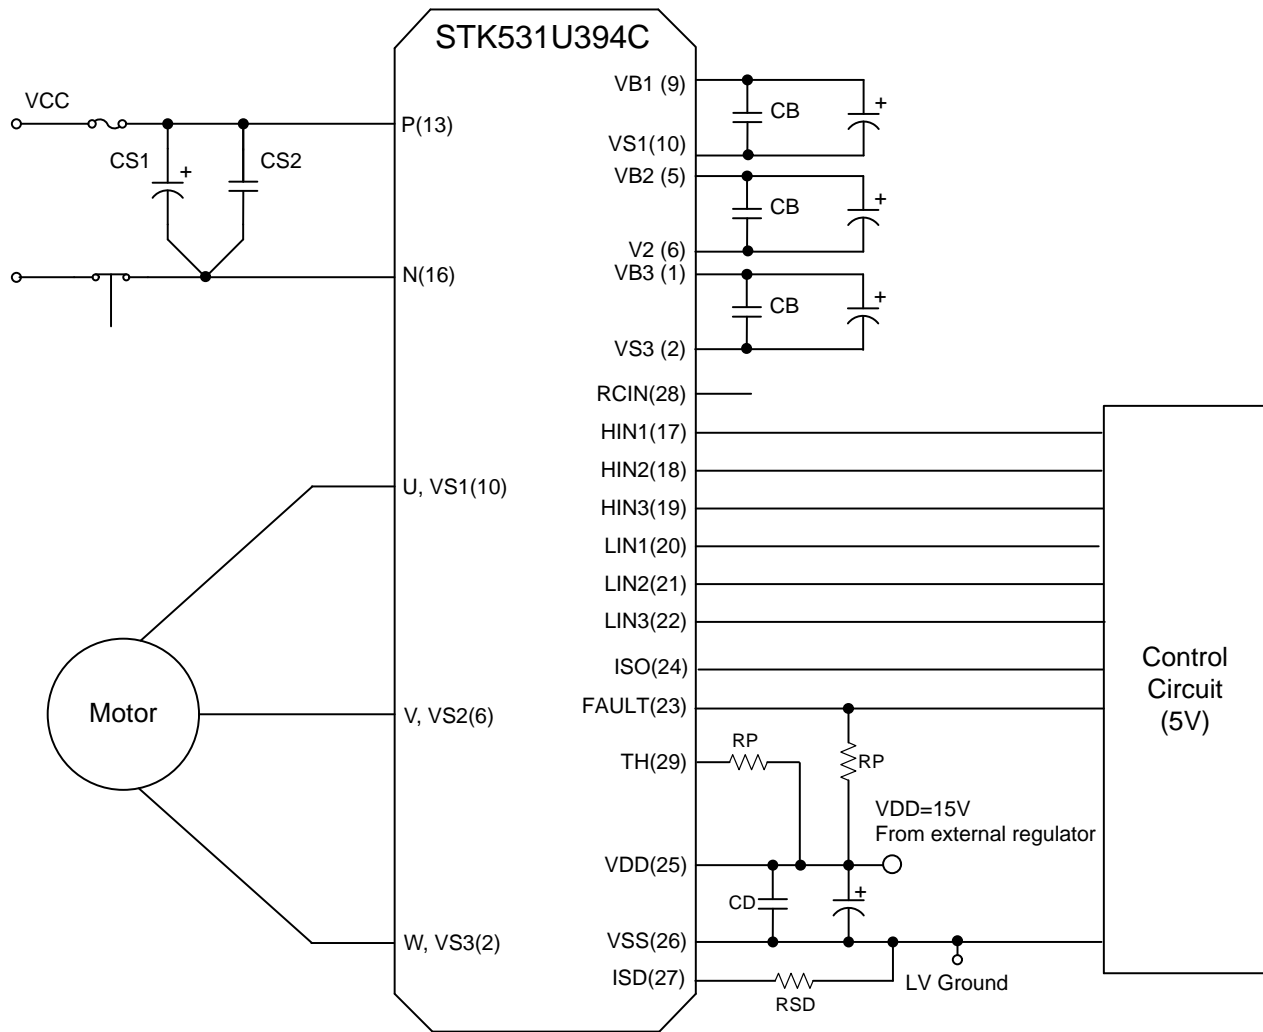 STK531U394C
VCC
CS1
+
CS2
P(13)
N(16)
U, VS1(10)
V, VS2(6)
W, VS3(2)
Motor
VB1 (9)
CB
+
VS1(10)
VB2 (5)
CB
+
V2 (6)
VB3 (1)
CB
+
VS3 (2)
RCIN(28)
HIN1(17)
HIN2(18)
HIN3(19)
LIN1(20)
LIN2(21)
LIN3(22)
ISO(24)
FAULT(23)
TH(29)
RP
RP
VDD=15V
From external regulator
VDD(25)
CD
+
VSS(26)
ISD(27)
RSD
LV Ground
Control
Circuit
(5V)